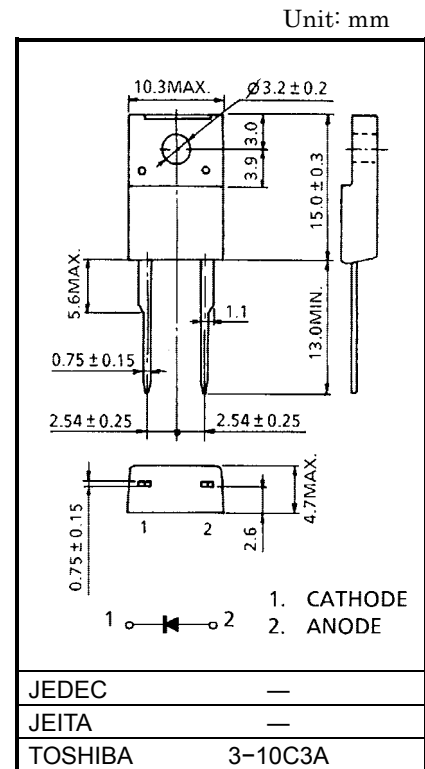 Unit: mm
10.3MAX.
ø3.2±0.2
3.0
3.9
15.0±0.3
5.6MAX.
1.1
13.0MIN.
0.75±0.15
2.54±0.25
2.54±0.25
4.7MAX.
0.75±0.15
1 2
2.6
1 2
1. CATHODE
2. ANODE
JEDEC —
JEITA —
TOSHIBA 3−10C3A